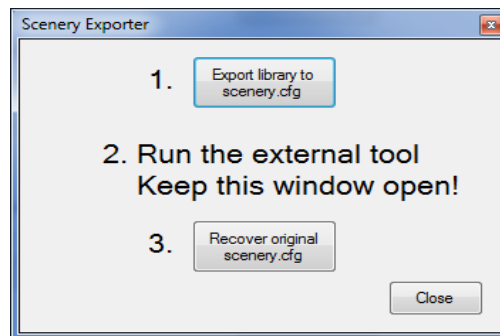 Scenery Exporter
1.
Export library to
scenery.cfg
2. Run the external tool
Keep this window open!
3.
Recover original
scenery.cfg
Close